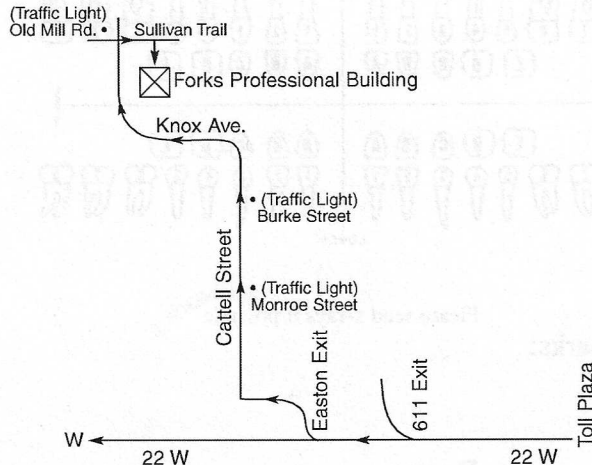 (Traffic Light)
Old Mill Rd. •
Sullivan Trail
Forks Professional Building
Knox Ave.
• (Traffic Light)
Burke Street
Cattell Street
• (Traffic Light)
Monroe Street
Easton Exit
611 Exit
Toll Plaza
W
22 W
22 W